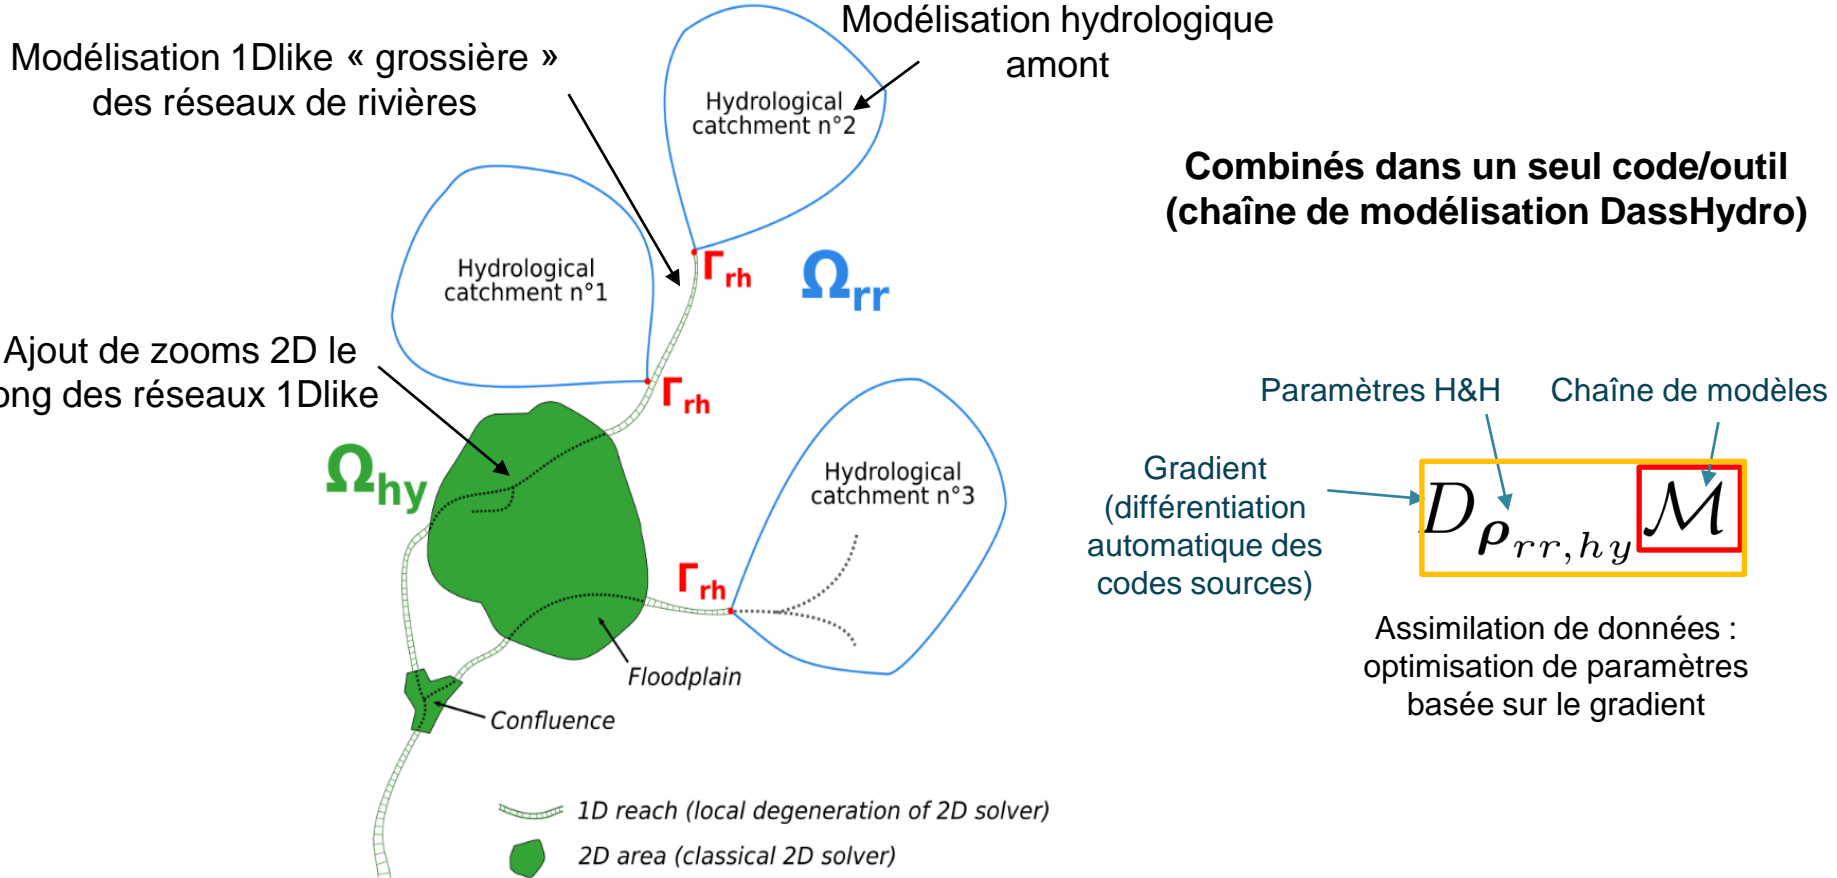 Modélisation hydrologique
amont
Modélisation 1Dlike « grossière »
des réseaux de rivières
Hydrological
catchment n°2
Combinés dans un seul code/outil
(chaîne de modélisation DassHydro)
Hydrological
catchment n°1
Γrh
Ωrr
Ajout de zooms 2D le
ong des réseaux 1Dlike
Γrh
Ωhy
Hydrological
catchment n°3
Γrh
Floodplain
Confluence
1D reach (local degeneration of 2D solver)
2D area (classical 2D solver)
Paramètres H&H
Chaîne de modèles
Gradient
(différentiation
automatique des
codes sources)
D𝝆rr,hy ℳ
Assimilation de données :
optimisation de paramètres
basée sur le gradient